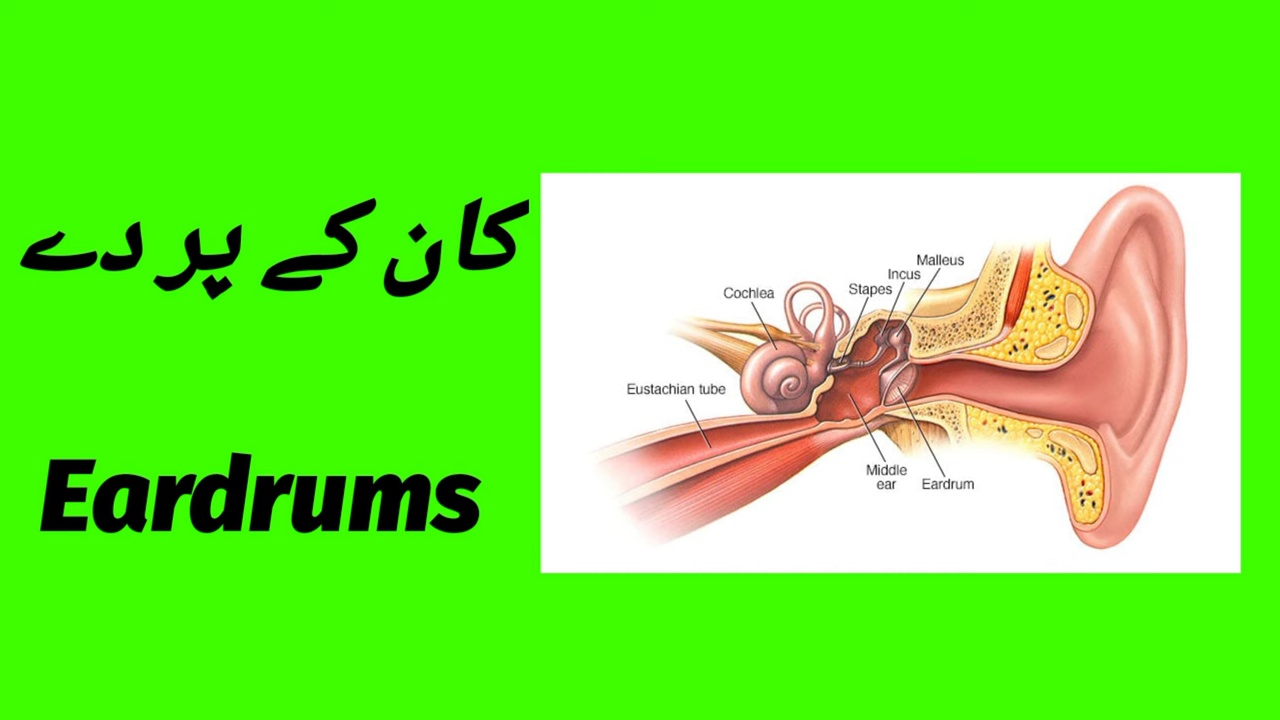 کان کے پردے
Eardrums
Malleus
Incus
Stapes
Cochlea
Eustachian tube
Middle
ear
Eardrum